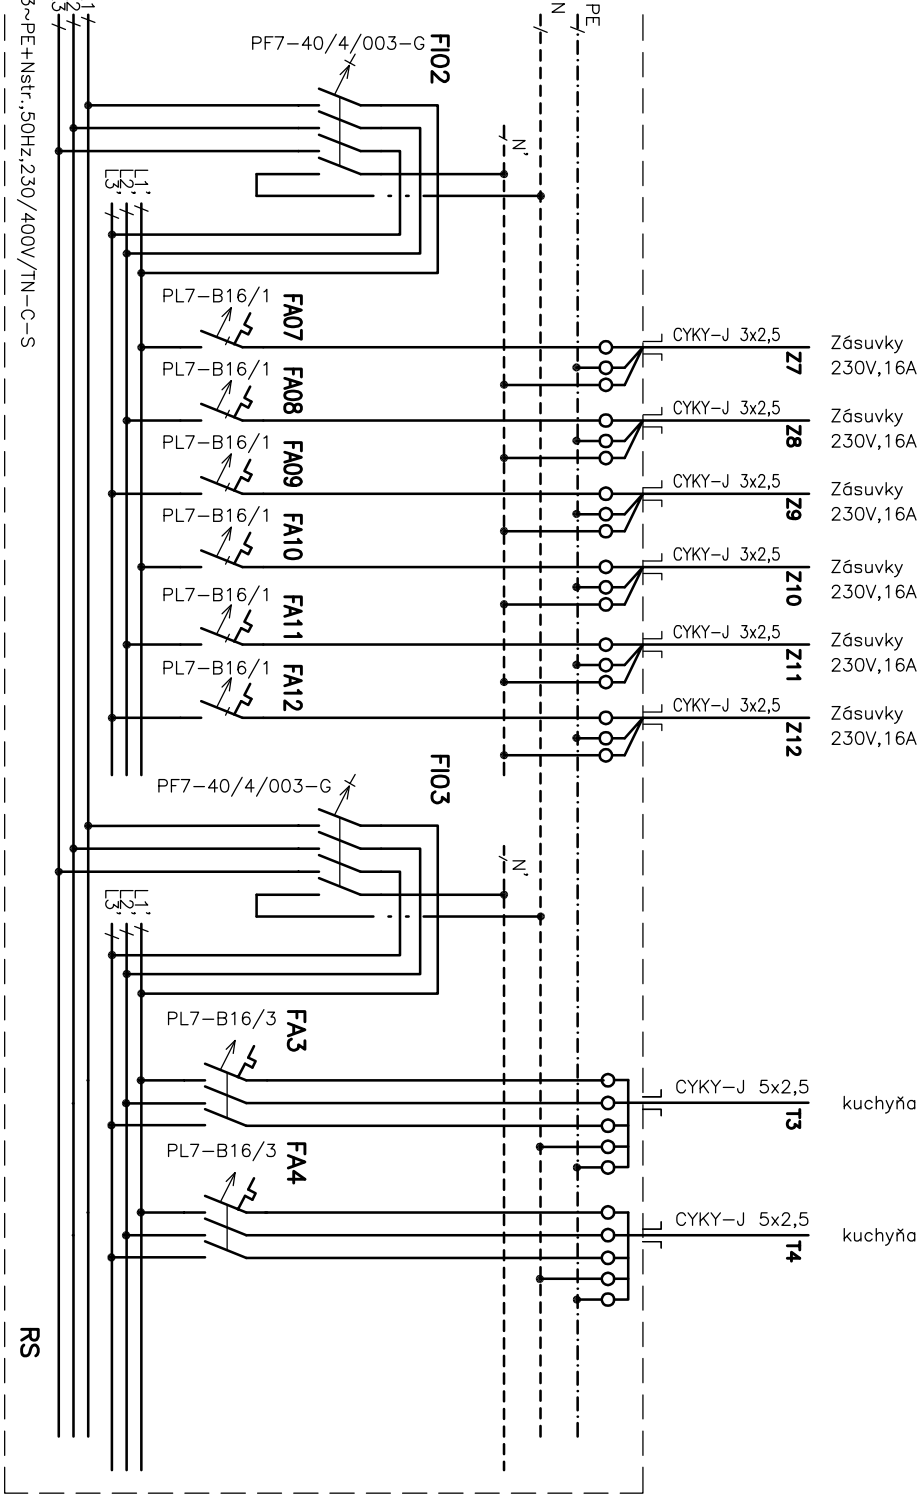 PE
N
1
2
3
3~PE+Nstr.,50Hz,230/400V/TN-C-S
PF7-40/4/003-G
FI02
N'
L1'
L2'
L3'
PL7-B16/1
FA07
CYKY-J 3x2,5
Z7
Zásuvky
230V,16A
PL7-B16/1
FA08
CYKY-J 3x2,5
Z8
Zásuvky
230V,16A
PL7-B16/1
FA09
CYKY-J 3x2,5
Z9
Zásuvky
230V,16A
PL7-B16/1
FA10
CYKY-J 3x2,5
Z10
Zásuvky
230V,16A
PL7-B16/1
FA11
CYKY-J 3x2,5
Z11
Zásuvky
230V,16A
PL7-B16/1
FA12
CYKY-J 3x2,5
Z12
Zásuvky
230V,16A
PF7-40/4/003-G
FI03
N'
L1'
L2'
L3'
PL7-B16/3
FA3
CYKY-J 5x2,5
T3
kuchyňa
PL7-B16/3
FA4
CYKY-J 5x2,5
T4
kuchyňa
RS